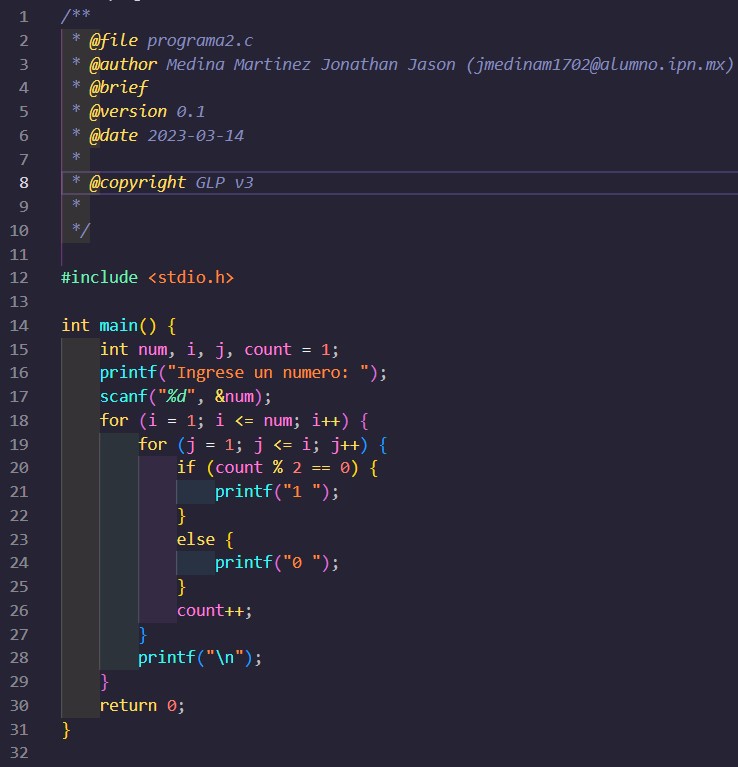 1 /**
2 * @file programa2.c
3 * @author Medina Martinez Jonathan Jason (jmedinam1702@alumno.ipn.mx)
4 * @brief
5 * @version 0.1
6 * @date 2023-03-14
7 *
8 * @copyright GLP v3
9 *
10 */
11
12 #include <stdio.h>
13
14 int main() {
15 int num, i, j, count = 1;
16 printf("Ingrese un numero: ");
17 scanf("%d", &num);
18 for (i = 1; i <= num; i++) {
19 for (j = 1; j <= i; j++) {
20 if (count % 2 == 0) {
21 printf("1 ");
22 }
23 else {
24 printf("0 ");
25 }
26 count++;
27 }
28 printf("\n");
29 }
30 return 0;
31 }
32